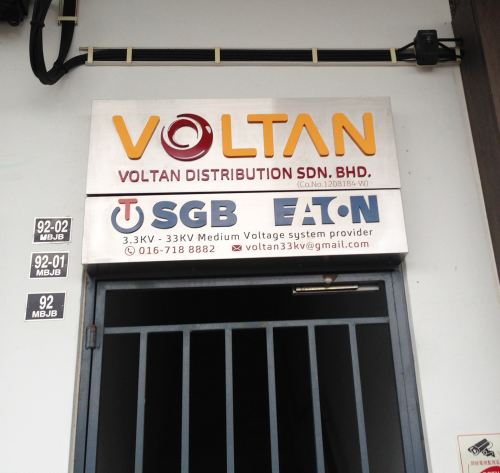 VOLTAN
VOLTAN DISTRIBUTION SDN. BHD.
(Co.No.1208184-W)
T SGB EATON
3.3KV - 33KV Medium Voltage system provider
016-718 8882 voltan33kv@gmail.com
92-02
MBJB
92-01
MBJB
92
MBJB